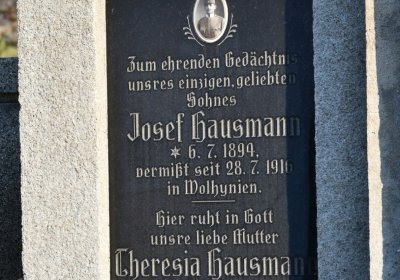 Zum ehrenden Gedächtnis
unsres einzigen, geliebten
Sohnes
Josef Hausmann
* 6. 7. 1894,
vermißt seit 28. 7. 1916
in Wolhynien.
Hier ruht in Gott
unsre liebe Mutter
Theresia Hausmann